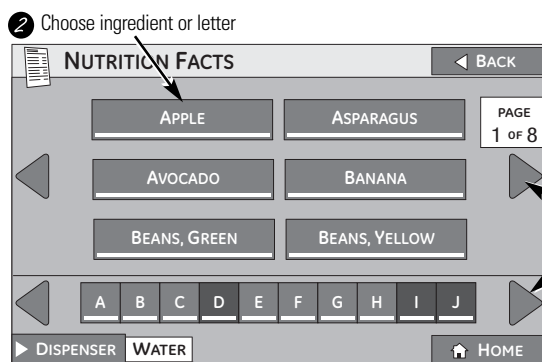 2 Choose ingredient or letter
NUTRITION FACTS
BACK
APPLE
ASPARAGUS
PAGE
1 OF 8
AVOCADO
BANANA
BEANS, GREEN
BEANS, YELLOW
A B C D E F G H I J
DISPENSER WATER
HOME